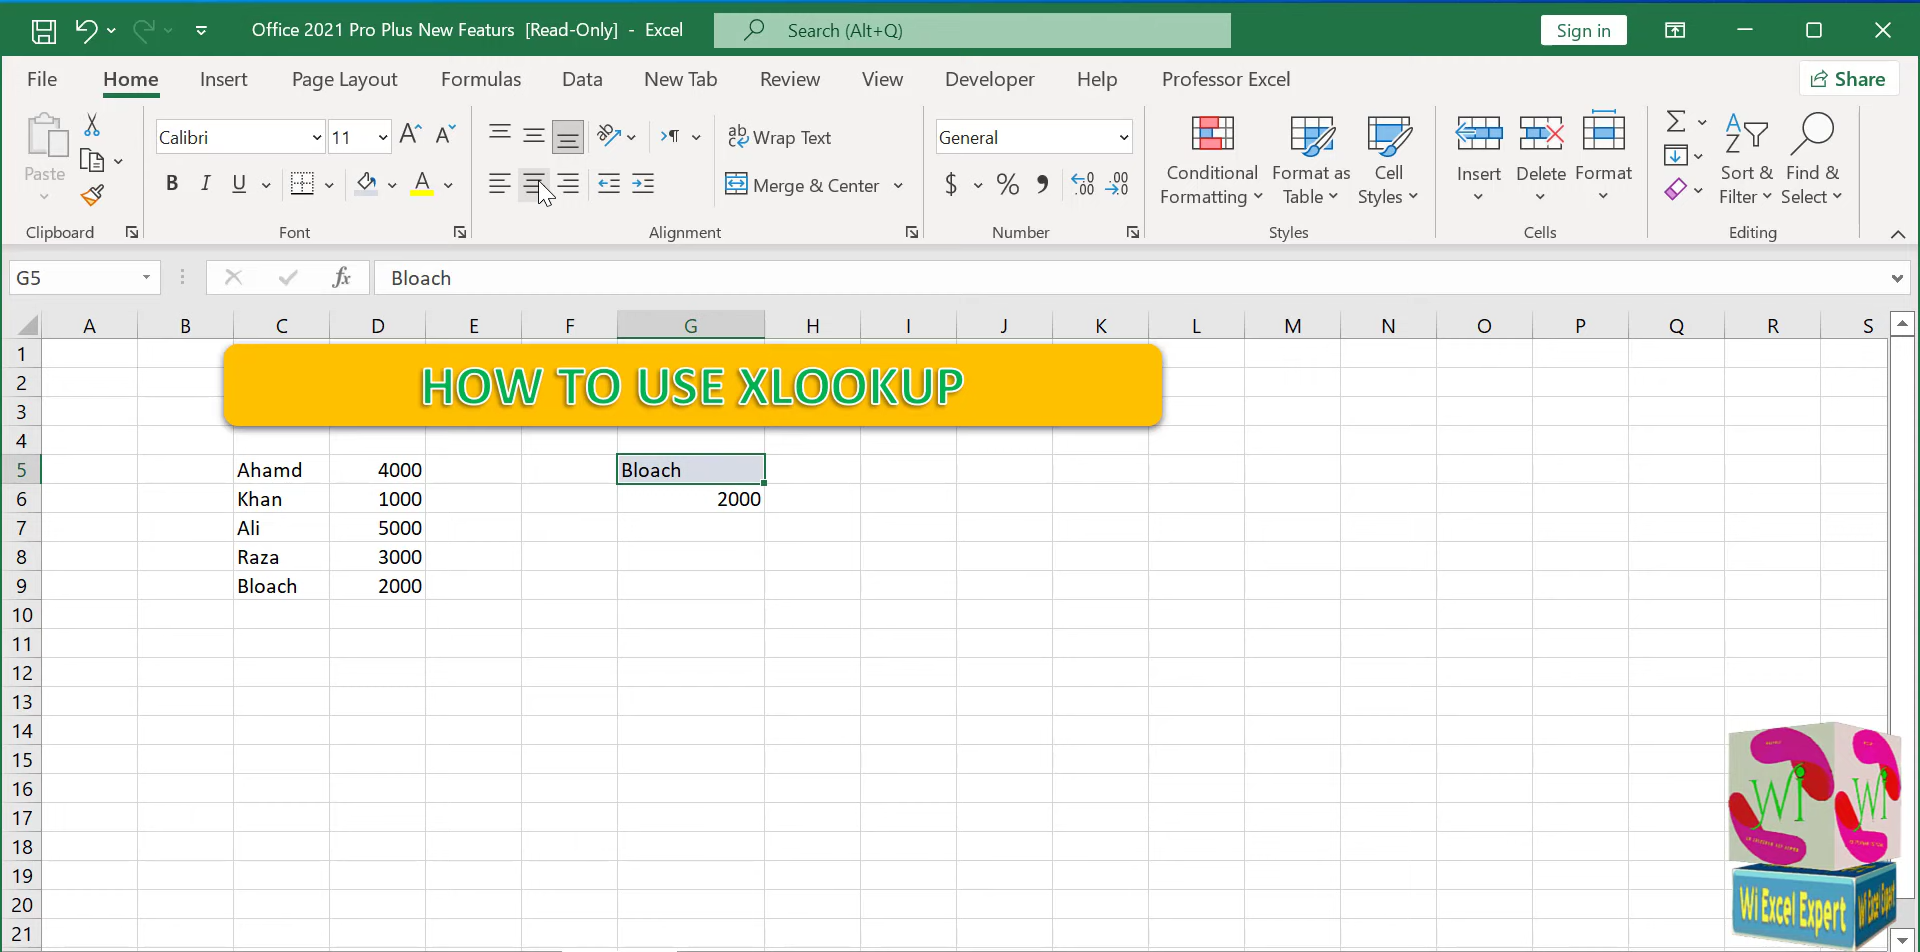 Office 2021 Pro Plus New Featurs [Read-Only] - Excel
Search (Alt+Q)
Sign in
File Home Insert Page Layout Formulas Data New Tab Review View Developer Help Professor Excel Share
Paste
Calibri 11
Wrap Text
Merge & Center
General
Conditional Formatting
Format as Table
Cell Styles
Insert
Delete
Format
Sort & Filter
Find & Select
Clipboard Font Alignment Number Styles Cells Editing
G5 fx Bloach
A B C D E F G H I J K L M N O P Q R S
1
2
HOW TO USE XLOOKUP
3
4
5 Ahamd 4000 Bloach
6 Khan 1000 2000
7 Ali 5000
8 Raza 3000
9 Bloach 2000
10
11
12
13
14
15
16
17
18
19
20
21
Wi Wi
Wi Excel Expert Wi Excel Expert